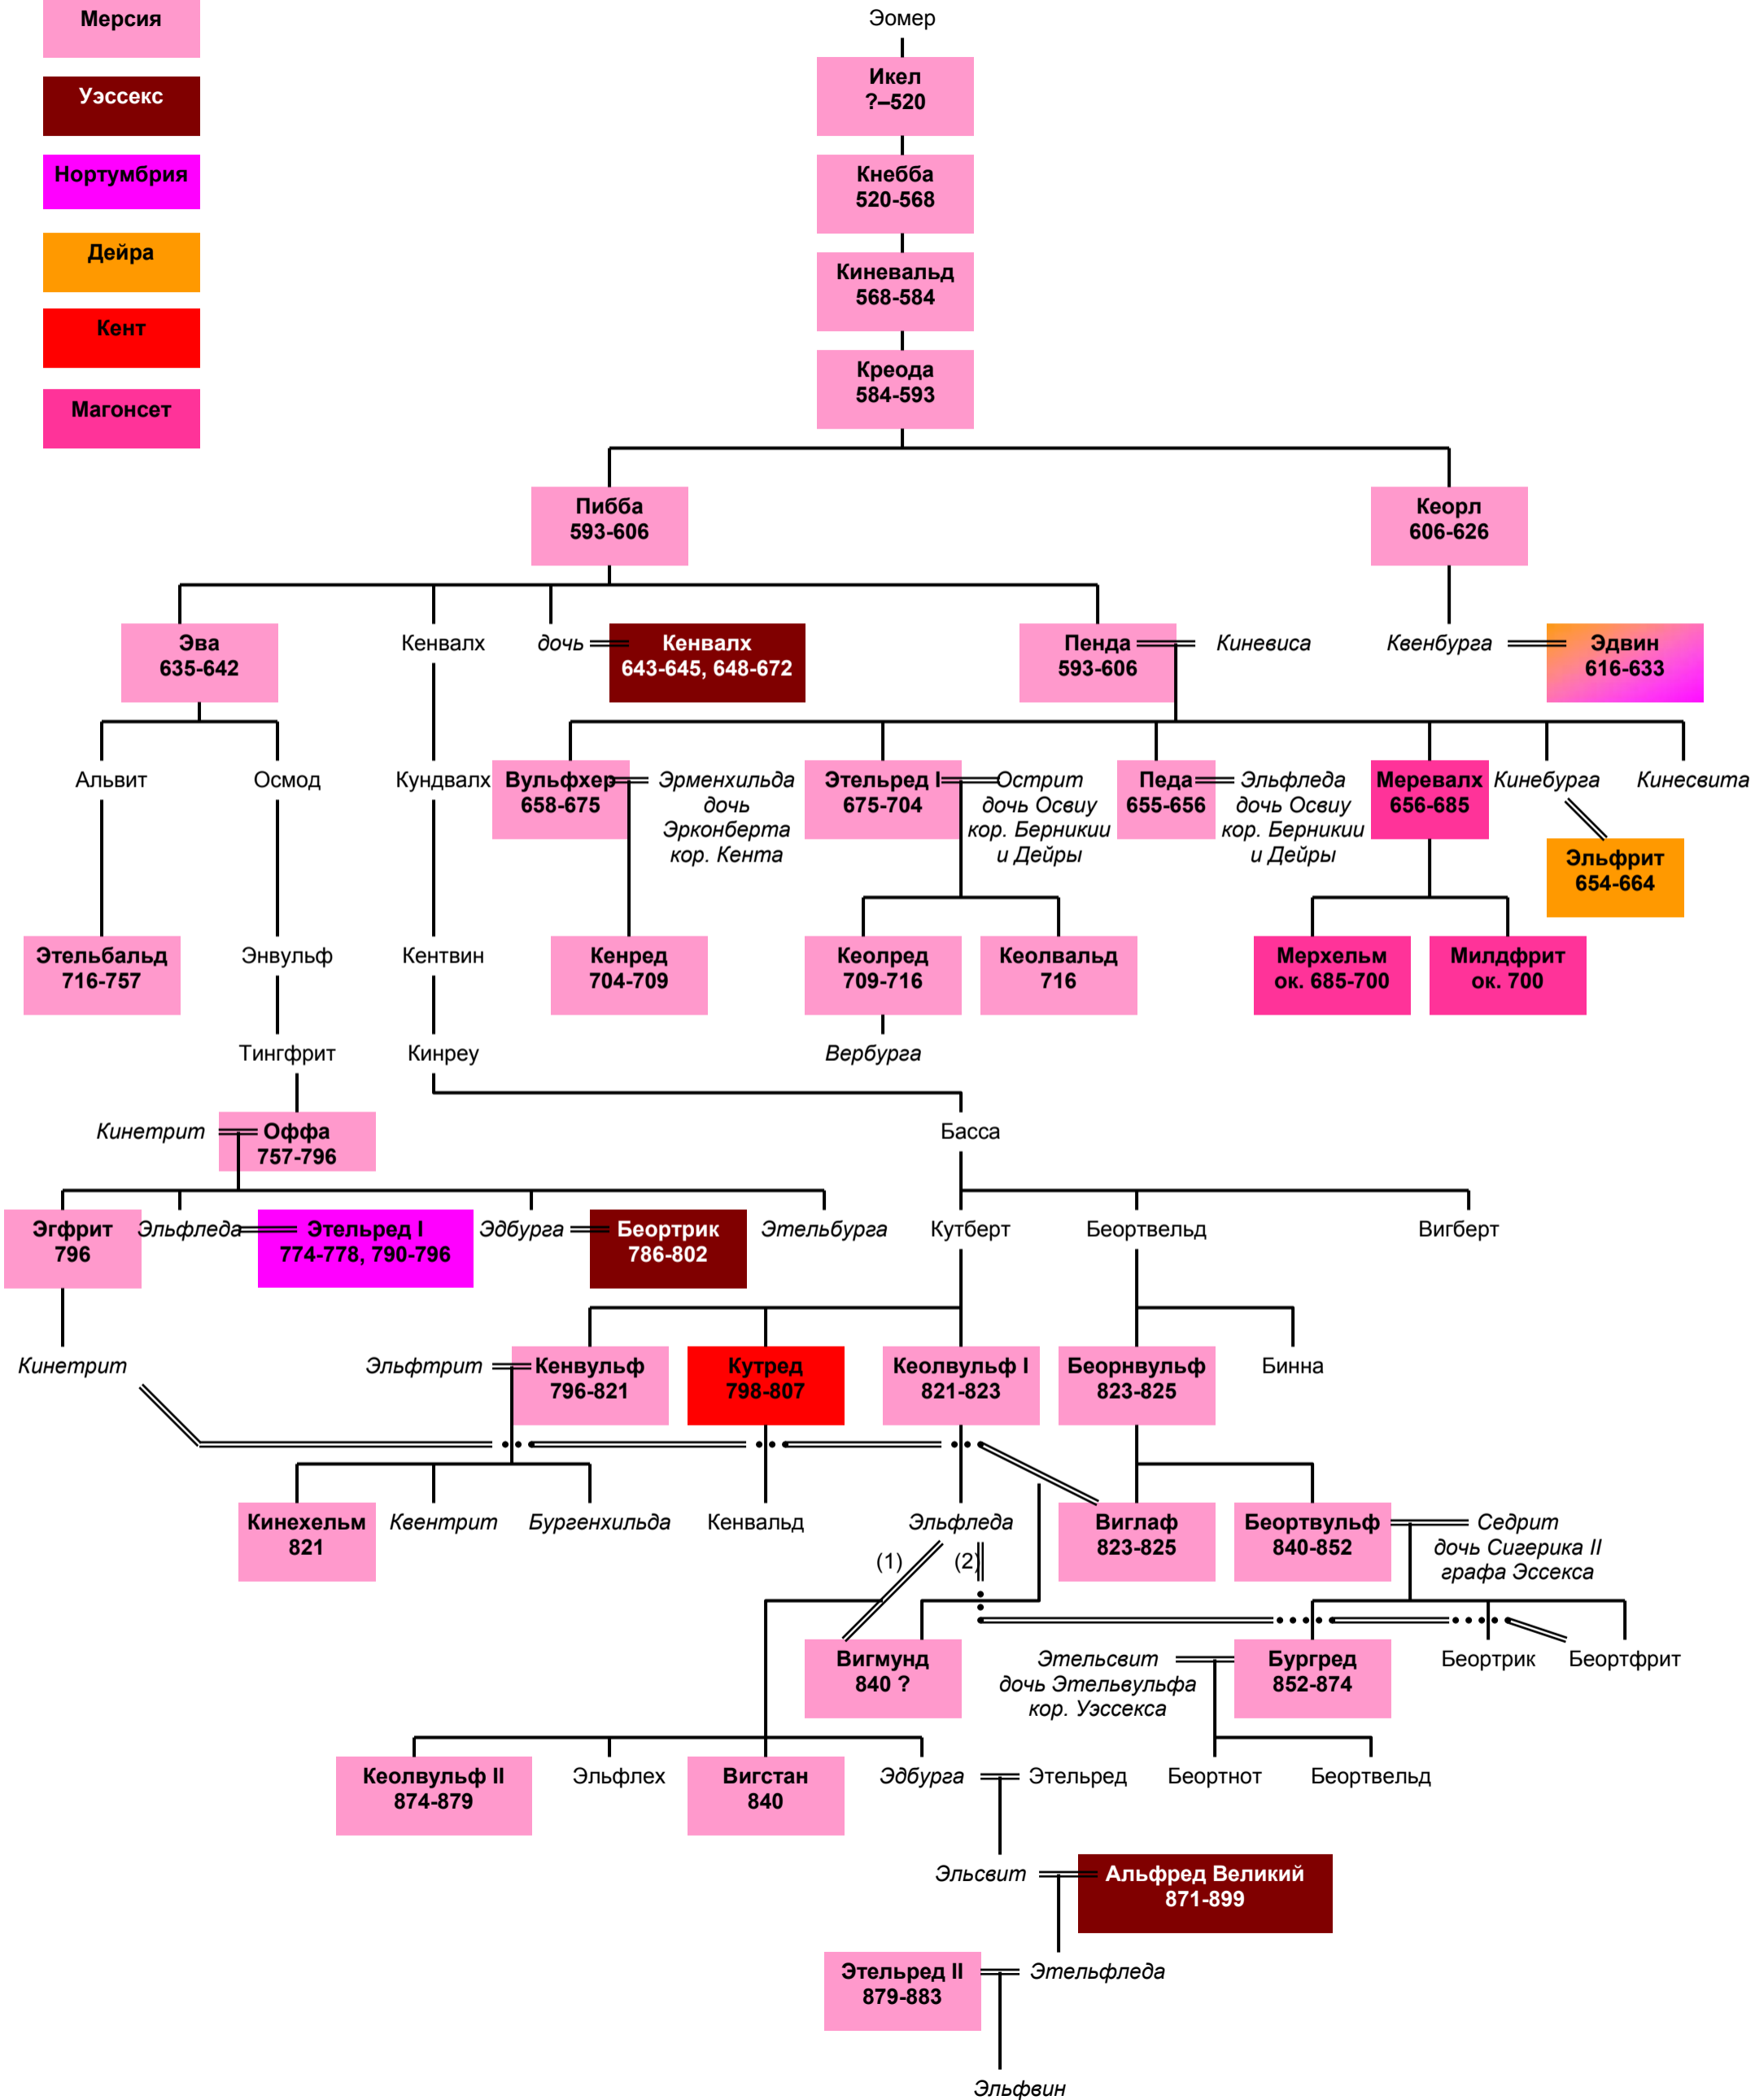 Мерсия
Уэссекс
Нортумбрия
Дейра
Кент
Магонсет
Эомер
Икел
?–520
Кнебба
520-568
Киневальд
568-584
Креода
584-593
Пибба
593-606
Кеорл
606-626
Эва
635-642
Кенвалх
дочь
Кенвалх
643-645, 648-672
Пенда
593-606
Киневиса
Квенбурга
Эдвин
616-633
Альвит
Осмод
Кундвалх
Вульфхер
658-675
Эрменхильда
дочь
Эрконберта
кор. Кента
Этельред I
675-704
Острит
дочь Освиу
кор. Берникии
и Дейры
Педа
655-656
Эльфледа
дочь Освиу
кор. Берникии
и Дейры
Меревалх
656-685
Кинебурга
Кинесвита
Эльфрит
654-664
Этельбальд
716-757
Энвульф
Кентвин
Кенред
704-709
Кеолред
709-716
Кеолвальд
716
Мерхельм
ок. 685-700
Милдфрит
ок. 700
Тингфрит
Кинреу
Вербурга
Кинетрит
Оффа
757-796
Басса
Эгфрит
796
Эльфледа
Этельред I
774-778, 790-796
Эдбурга
Беортрик
786-802
Этельбурга
Кутберт
Беортвельд
Вигберт
Кинетрит
Эльфтрит
Кенвульф
796-821
Кутред
798-807
Кеолвульф I
821-823
Беорнвульф
823-825
Бинна
Кинехельм
821
Квентрит
Бургенхильда
Кенвальд
Эльфледа
Виглаф
823-825
Беортвульф
840-852
Седрит
дочь Сигерика II
графа Эссекса
(1)
(2)
Вигмунд
840 ?
Этельсвит
дочь Этельвульфа
кор. Уэссекса
Бургред
852-874
Беортрик
Беортфрит
Кеолвульф II
874-879
Эльфлех
Вигстан
840
Эдбурга
Этельред
Беортнот
Беортвельд
Эльсвит
Альфред Великий
871-899
Этельред II
879-883
Этельфледа
Эльфвин